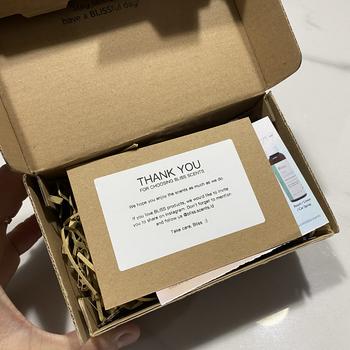 have a BLISSful day
THANK YOU
FOR CHOOSING BLISS SCENTS
We hope you enjoy the scents as much as we do
If you love BLISS products, we would like to invite
you to share on Instagram. Don't forget to mention
and follow us @bliss.scents.id
Take care, Bliss :)